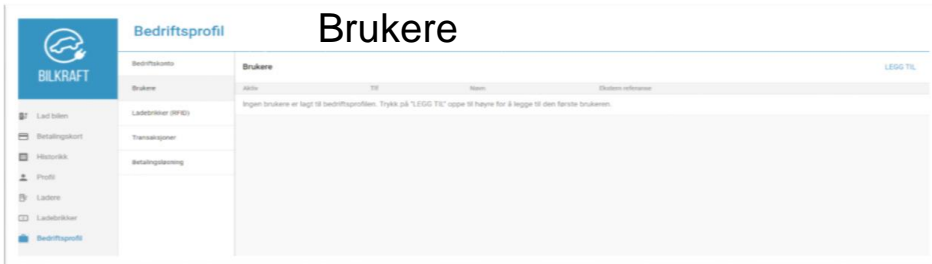 Bedriftsprofil
Brukere
BILKRAFT
Lad bilen
Betalingskort
Historikk
Profil
Ladere
Ladebrikker
Bedriftsprofil
Bedriftskonto
Brukere
Ladebrikker (RFID)
Transaksjoner
Betalingsløsning
Brukere
LEGG TIL
Aktiv Tlf Navn Ekstern referanse
Ingen brukere er lagt til bedriftsprofilen. Trykk på "LEGG TIL" oppe til høyre for å legge til den første brukeren.